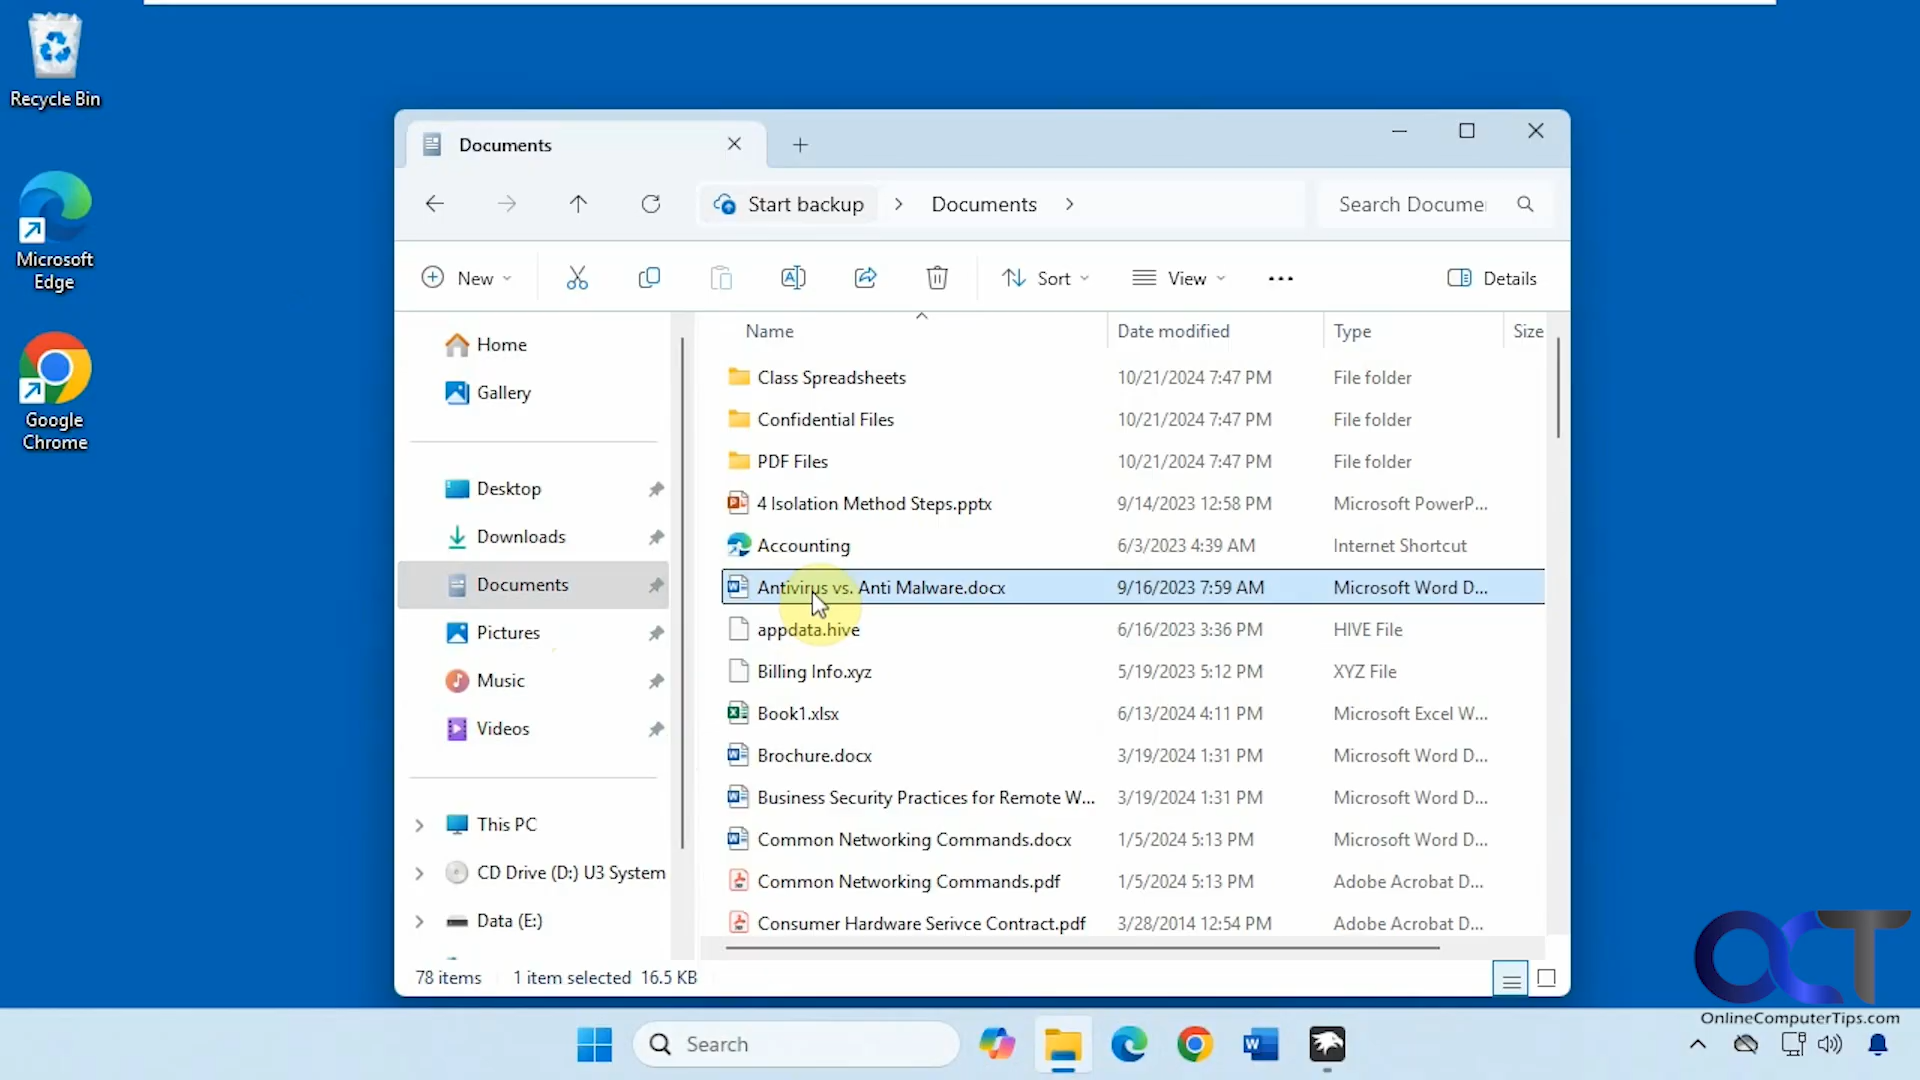 Recycle Bin
Microsoft
Edge
Google
Chrome
Documents
Start backup
Documents
Search Docume
New
Sort
View
Details
Home
Gallery
Desktop
Downloads
Documents
Pictures
Music
Videos
This PC
CD Drive (D:) U3 System
Data (E:)
Name Date modified Type Size
Class Spreadsheets 10/21/2024 7:47 PM File folder
Confidential Files 10/21/2024 7:47 PM File folder
PDF Files 10/21/2024 7:47 PM File folder
4 Isolation Method Steps.pptx 9/14/2023 12:58 PM Microsoft PowerP...
Accounting 6/3/2023 4:39 AM Internet Shortcut
Antivirus vs. Anti Malware.docx 9/16/2023 7:59 AM Microsoft Word D...
appdata.hive 6/16/2023 3:36 PM HIVE File
Billing Info.xyz 5/19/2023 5:12 PM XYZ File
Book1.xlsx 6/13/2024 4:11 PM Microsoft Excel W...
Brochure.docx 3/19/2024 1:31 PM Microsoft Word D...
Business Security Practices for Remote W... 3/19/2024 1:31 PM Microsoft Word D...
Common Networking Commands.docx 1/5/2024 5:13 PM Microsoft Word D...
Common Networking Commands.pdf 1/5/2024 5:13 PM Adobe Acrobat D...
Consumer Hardware Serivce Contract.pdf 3/28/2014 12:54 PM Adobe Acrobat D...
78 items 1 item selected 16.5 KB
OCT
OnlineComputerTips.com
Search